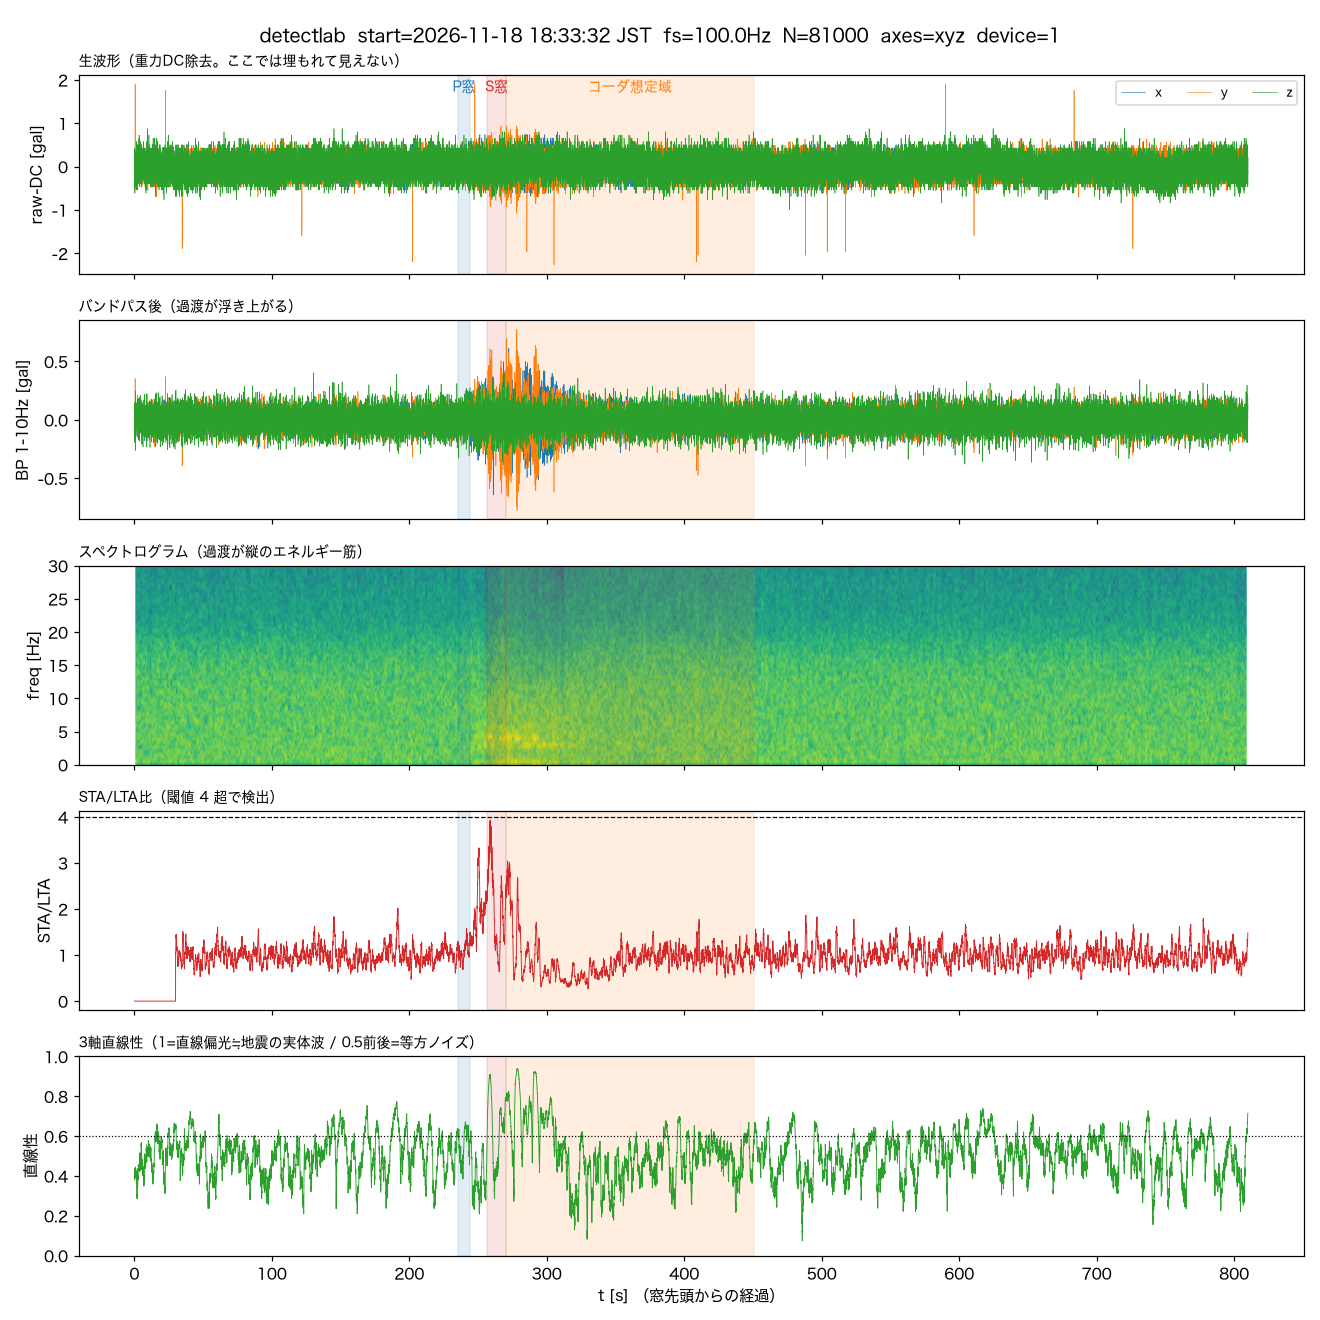 detectlab start=2026-11-18 18:33:32 JST fs=100.0Hz N=81000 axes=xyz device=1
生波形（重力DC除去。ここでは埋もれて見えない）
P窓 S窓 コーダ想定域
x y z
2
1
0
-1
-2
raw-DC [gal]
バンドパス後（過渡が浮き上がる）
0.5
0.0
-0.5
BP 1-10Hz [gal]
スペクトログラム（過渡が縦のエネルギー筋）
30
25
20
15
10
5
0
freq [Hz]
STA/LTA比（閾値 4 超で検出）
4
3
2
1
0
STA/LTA
3軸直線性（1=直線偏光≒地震の実体波 / 0.5前後=等方ノイズ）
1.0
0.8
0.6
0.4
0.2
0.0
直線性
0 100 200 300 400 500 600 700 800
t [s] （窓先頭からの経過）